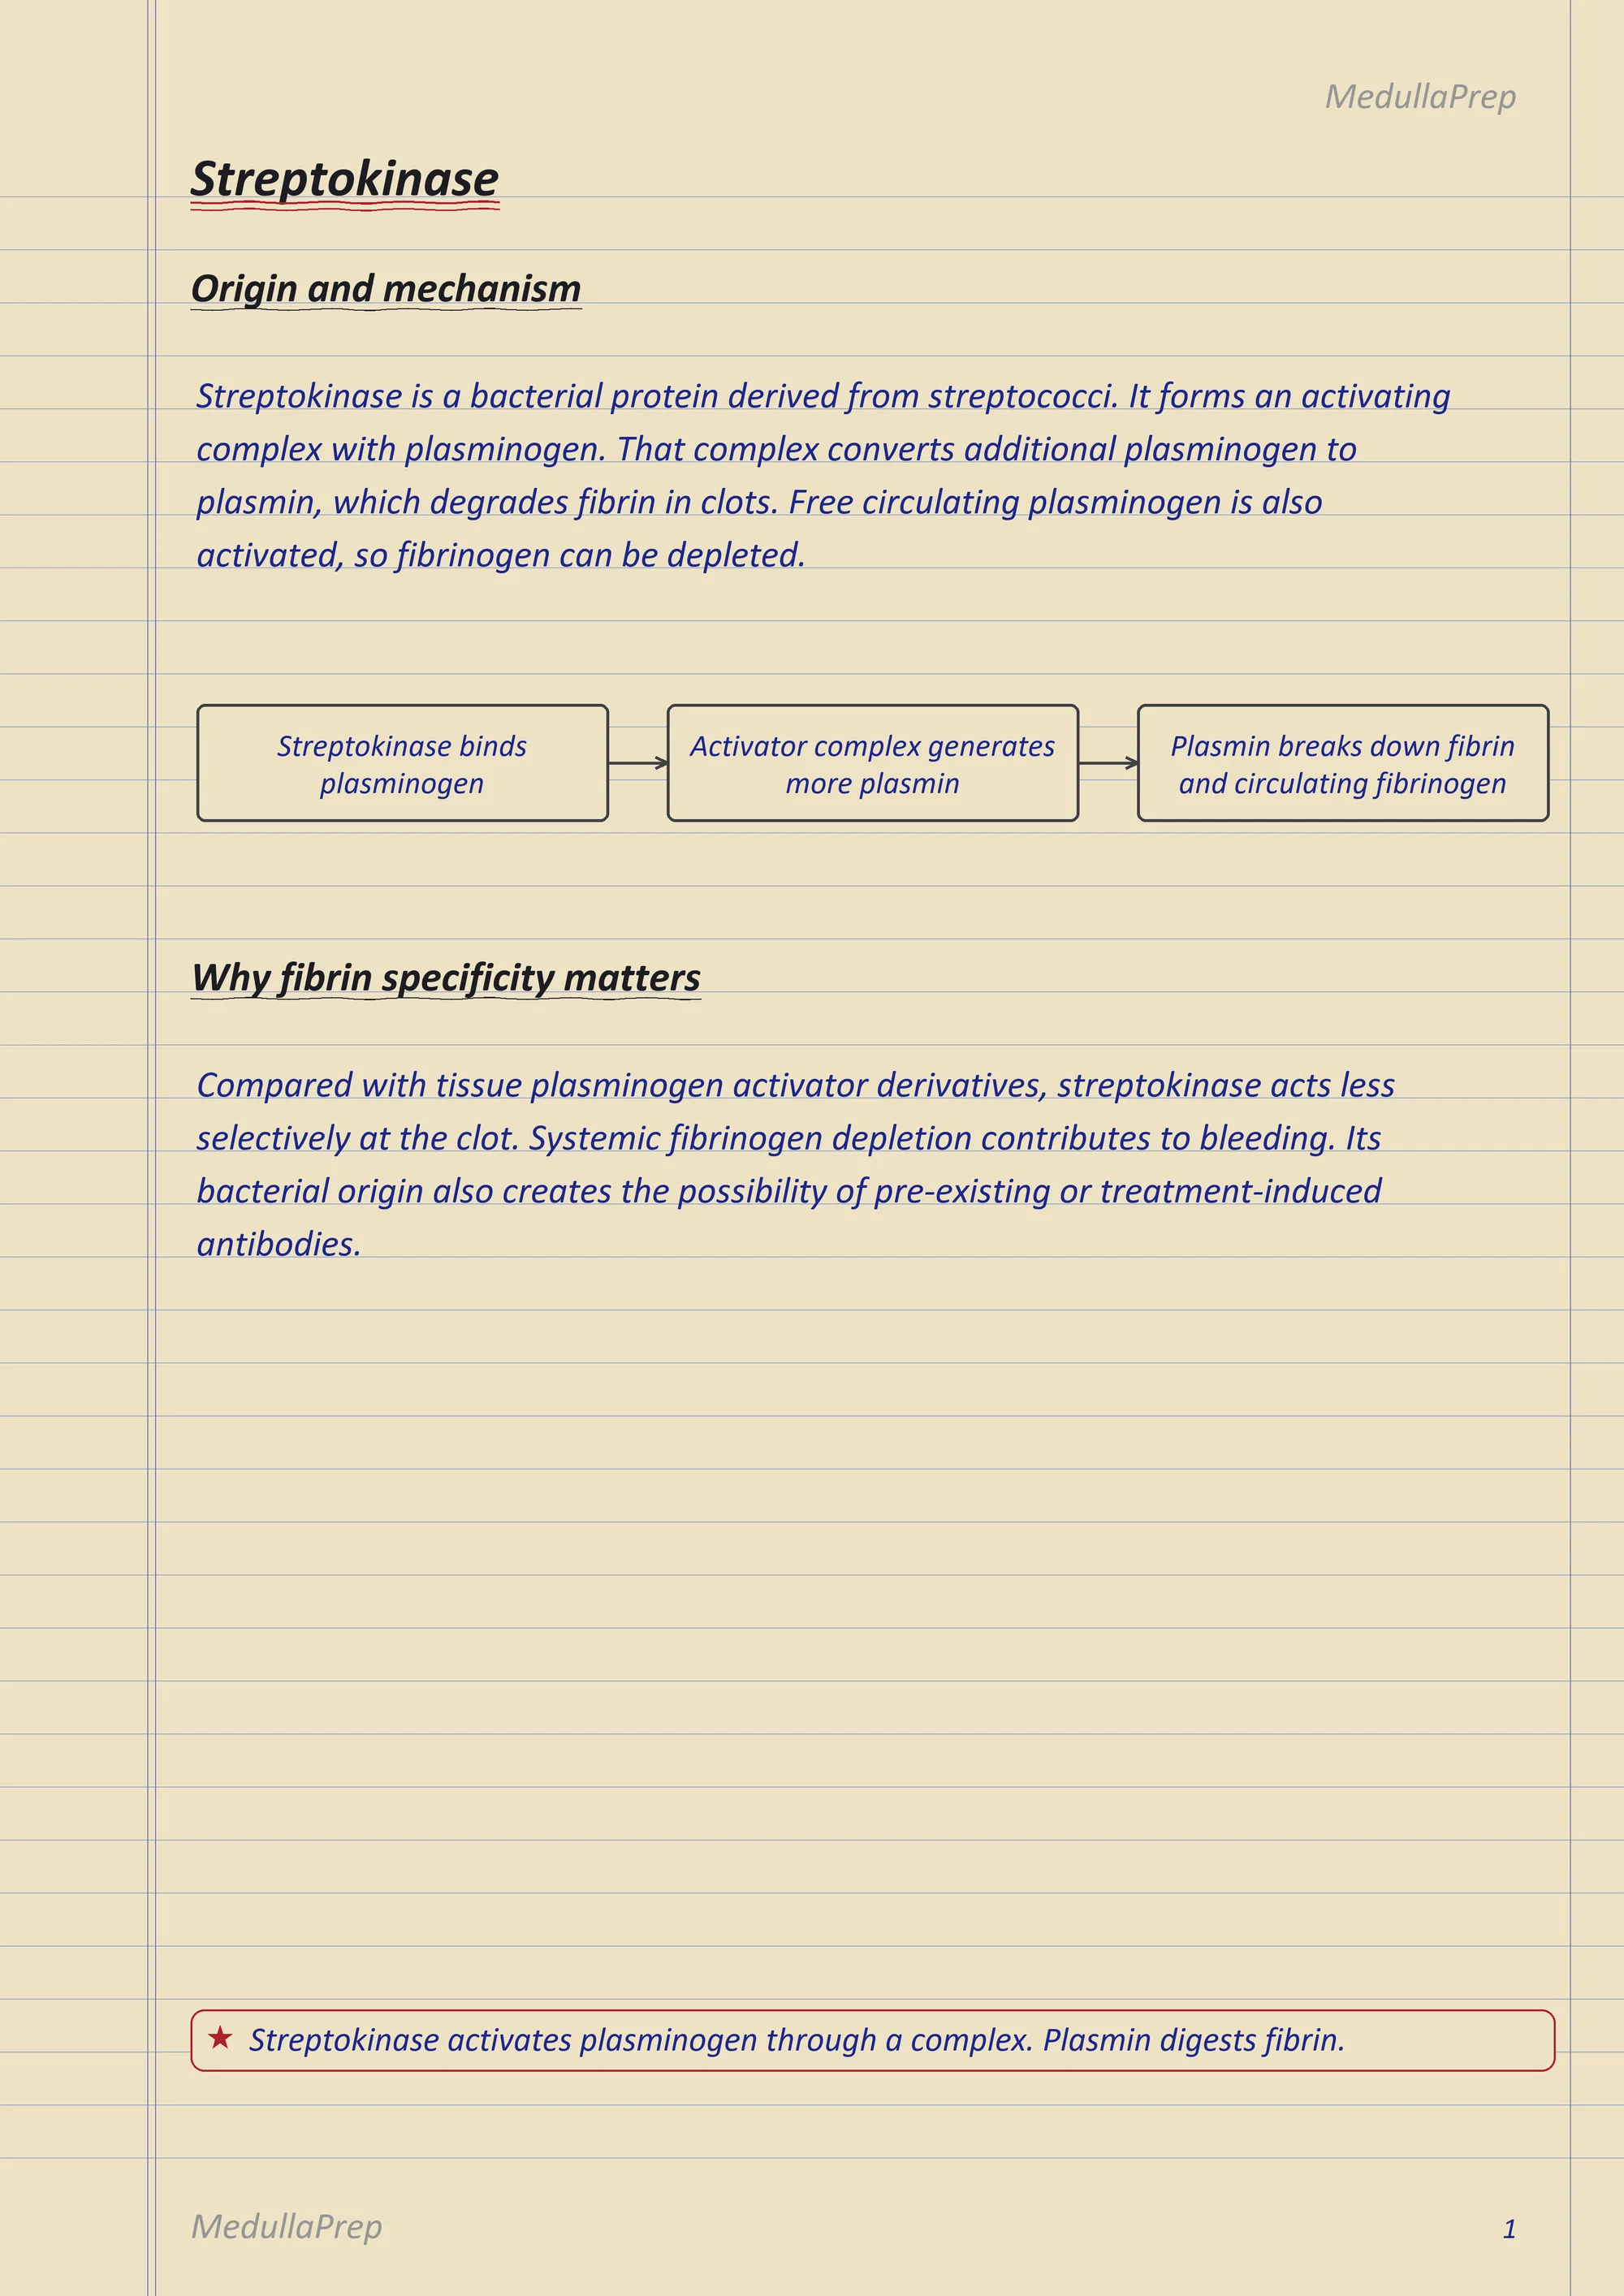 MedullaPrep
Streptokinase
Origin and mechanism
Streptokinase is a bacterial protein derived from streptococci. It forms an activating
complex with plasminogen. That complex converts additional plasminogen to
plasmin, which degrades fibrin in clots. Free circulating plasminogen is also
activated, so fibrinogen can be depleted.
Streptokinase binds
plasminogen
Activator complex generates
more plasmin
Plasmin breaks down fibrin
and circulating fibrinogen
Why fibrin specificity matters
Compared with tissue plasminogen activator derivatives, streptokinase acts less
selectively at the clot. Systemic fibrinogen depletion contributes to bleeding. Its
bacterial origin also creates the possibility of pre-existing or treatment-induced
antibodies.
★ Streptokinase activates plasminogen through a complex. Plasmin digests fibrin.
MedullaPrep
1